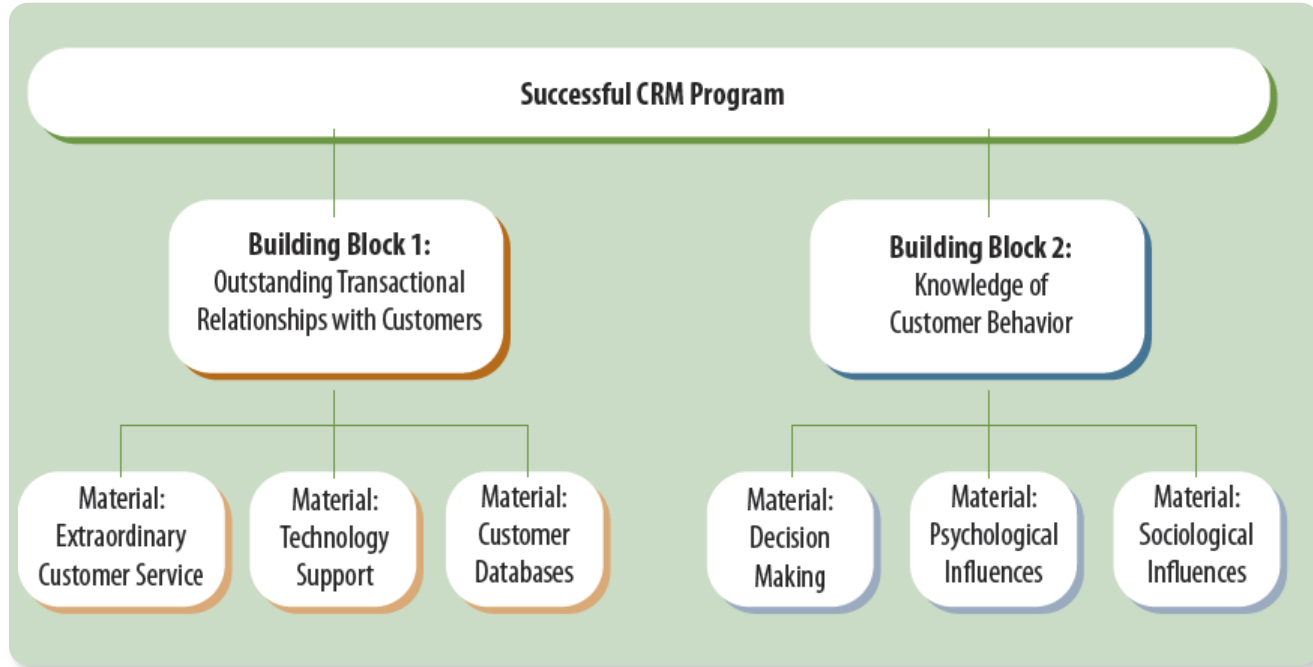 Successful CRM Program
Building Block 1:
Outstanding Transactional
Relationships with Customers
Building Block 2:
Knowledge of
Customer Behavior
Material:
Extraordinary
Customer Service
Material:
Technology
Support
Material:
Customer
Databases
Material:
Decision
Making
Material:
Psychological
Influences
Material:
Sociological
Influences